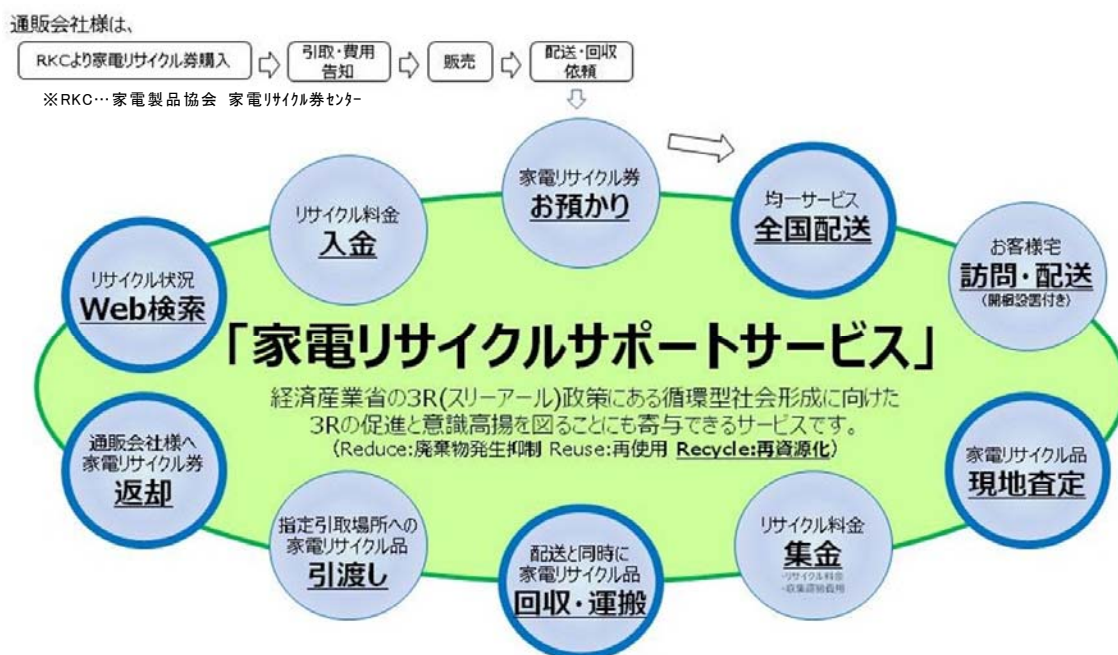 通販会社様は、
RKCより家電リサイクル券購入
引取・費用
告知
販売
配送・回収
依頼
※RKC…家電製品協会 家電リサイクル券センター
家電リサイクル券
お預かり
均一サービス
全国配送
お客様宅
訪問・配送
(開梱設置付き)
家電リサイクル品
現地査定
リサイクル料金
集金
・リサイクル料金
・収集運搬費用
配送と同時に
家電リサイクル品
回収・運搬
指定引取場所への
家電リサイクル品
引渡し
通販会社様へ
家電リサイクル券
返却
リサイクル状況
Web検索
リサイクル料金
入金
「家電リサイクルサポートサービス」
経済産業省の3R(スリーアール)政策にある循環型社会形成に向けた
3Rの促進と意識高揚を図ることにも寄与できるサービスです。
(Reduce:廃棄物発生抑制 Reuse:再使用 Recycle:再資源化)